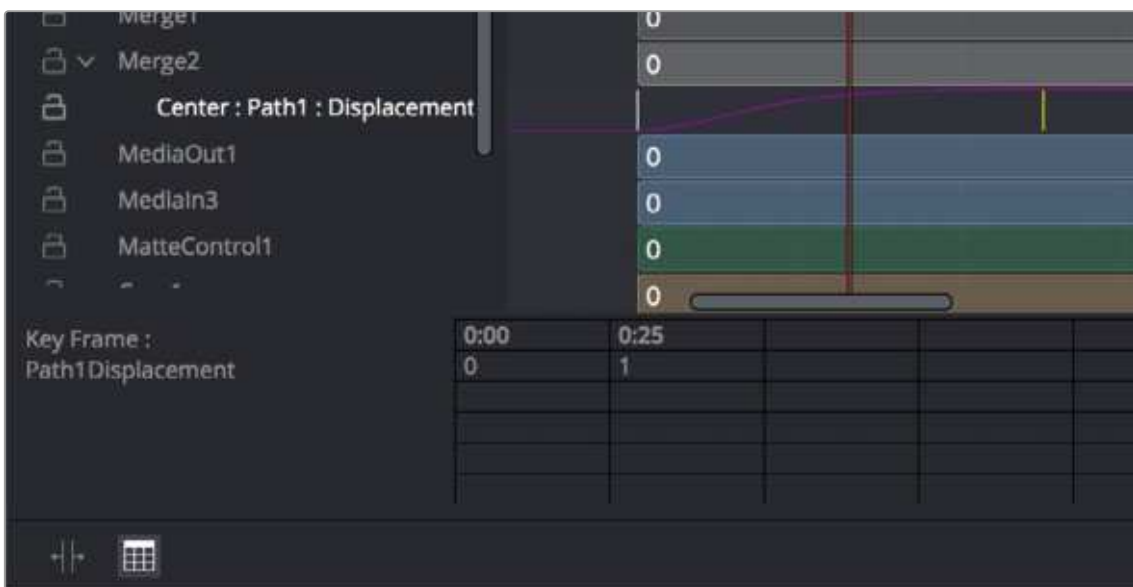 Merge1 0
Merge2 0
Center : Path1 : Displacement
MediaOut1 0
MediaIn3 0
MatteControl1 0
0
Key Frame : 0:00 0:25
Path1Displacement 0 1